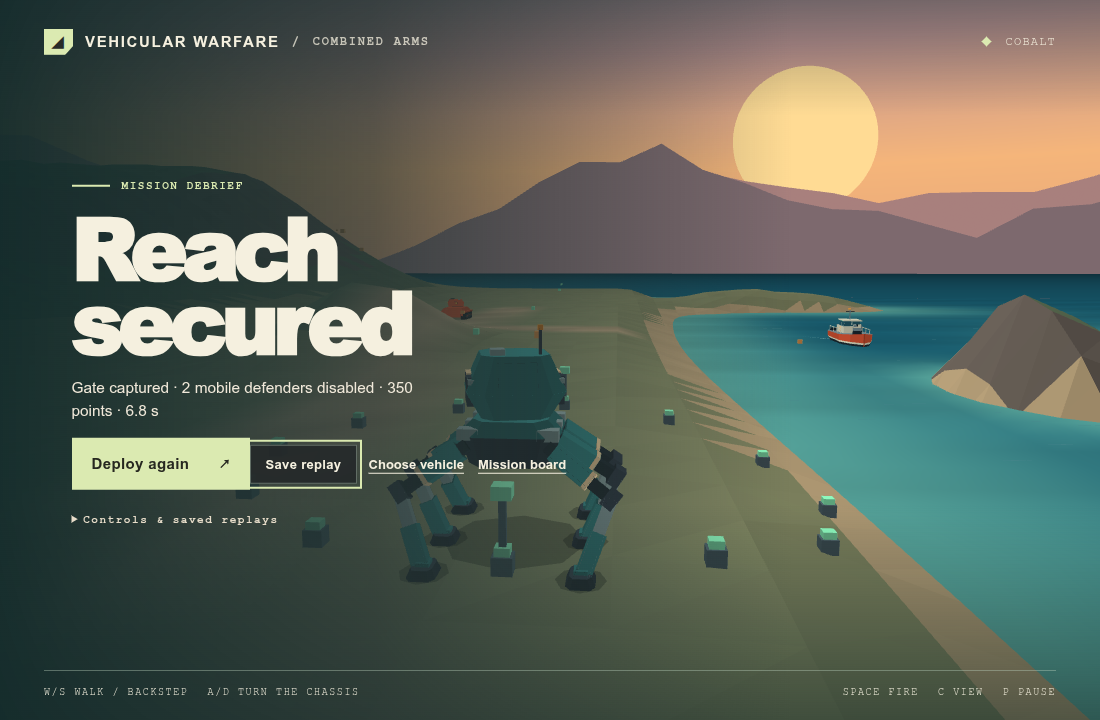 VEHICULAR WARFARE / COMBINED ARMS
COBALT
MISSION DEBRIEF
Reach
secured
Gate captured · 2 mobile defenders disabled · 350
points · 6.8 s
Deploy again ↗
Save replay
Choose vehicle
Mission board
Controls & saved replays
W/S WALK / BACKSTEP A/D TURN THE CHASSIS
SPACE FIRE C VIEW P PAUSE